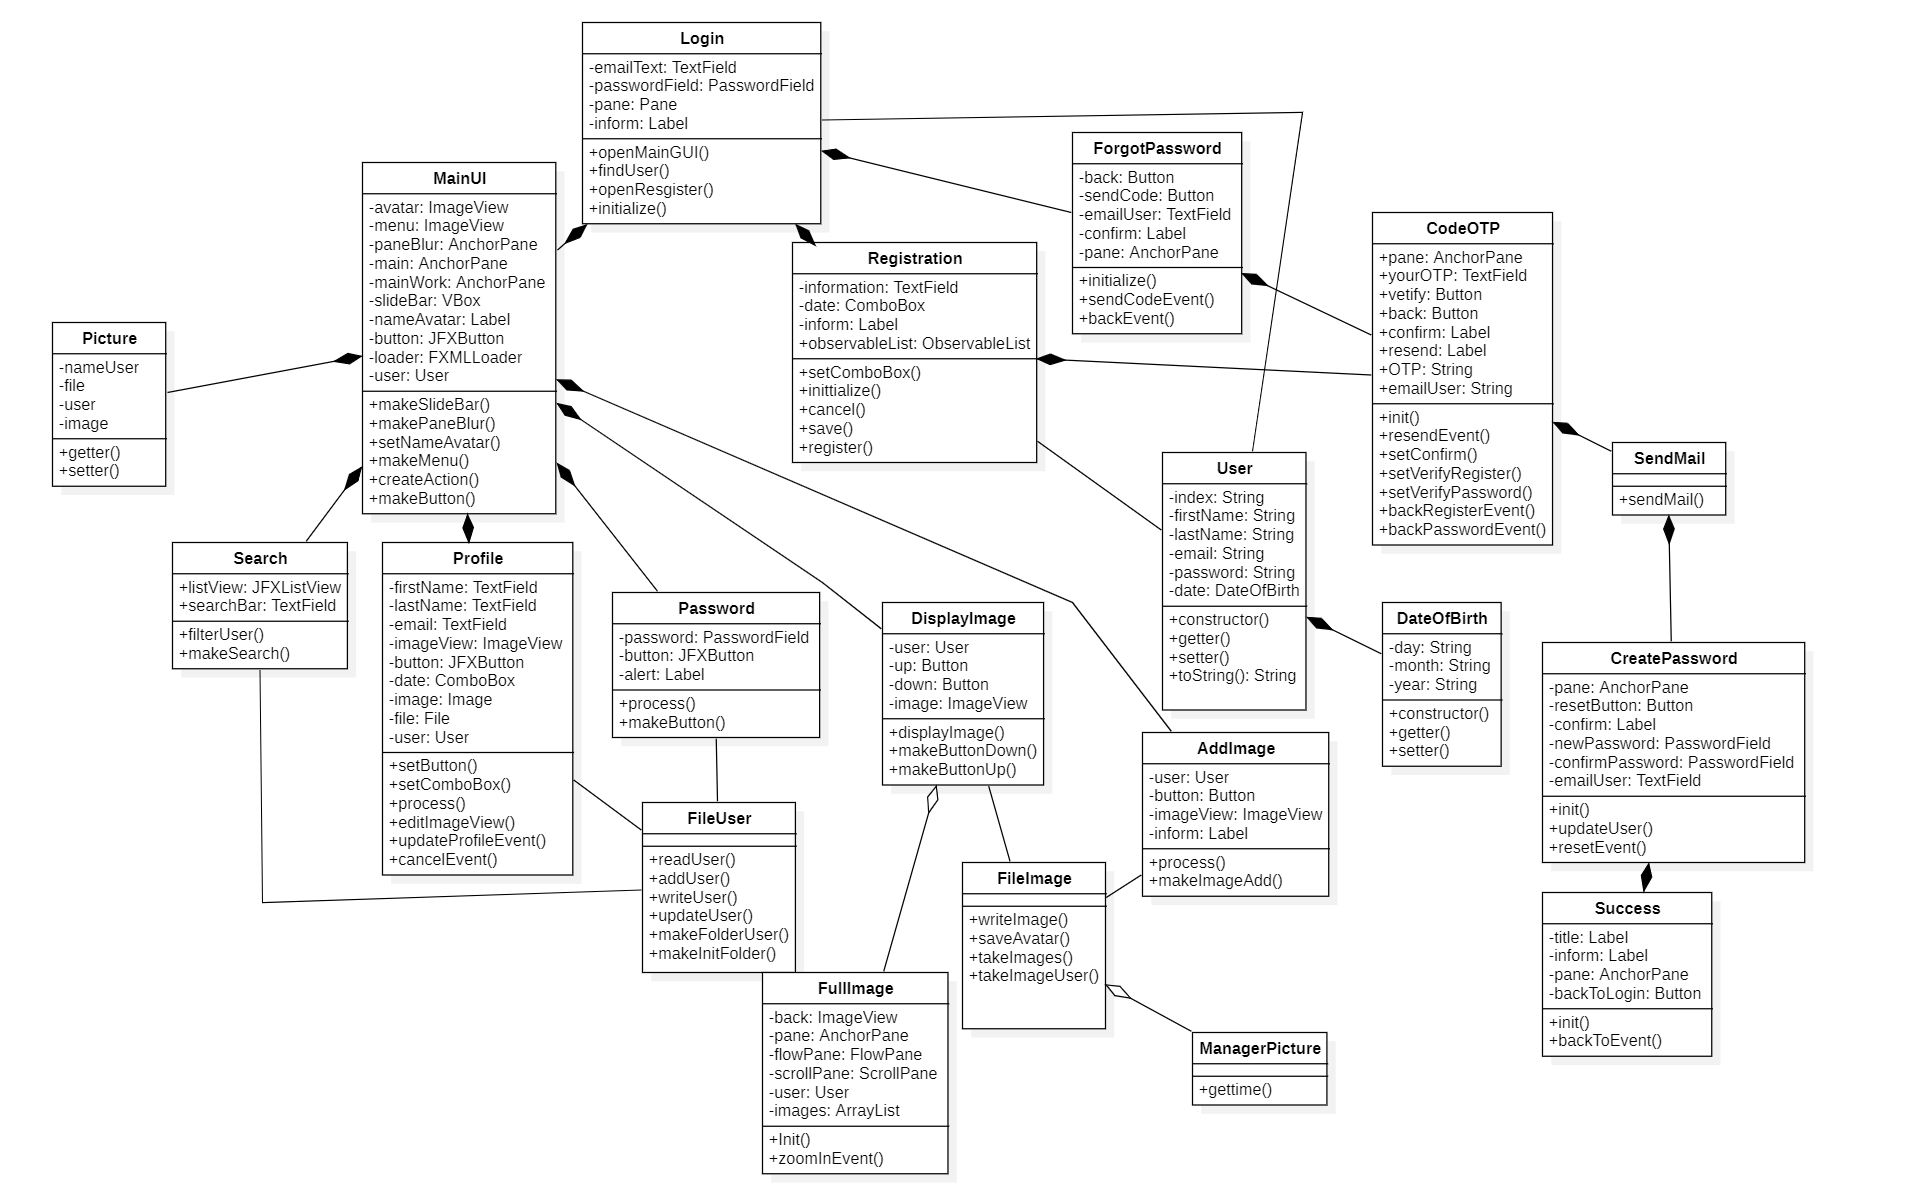 Login
-emailText: TextField
-passwordField: PasswordField
-pane: Pane
-inform: Label
+openMainGUI()
+findUser()
+openResgister()
+initialize()
ForgotPassword
-back: Button
-sendCode: Button
-emailUser: TextField
-confirm: Label
-pane: AnchorPane
+initialize()
+sendCodeEvent()
+backEvent()
MainUI
-avatar: ImageView
-menu: ImageView
-paneBlur: AnchorPane
-main: AnchorPane
-mainWork: AnchorPane
-slideBar: VBox
-nameAvatar: Label
-button: JFXButton
-loader: FXMLLoader
-user: User
+makeSlideBar()
+makePaneBlur()
+setNameAvatar()
+makeMenu()
+createAction()
+makeButton()
CodeOTP
+pane: AnchorPane
+yourOTP: TextField
+vetify: Button
+back: Button
+confirm: Label
+resend: Label
+OTP: String
+emailUser: String
+init()
+resendEvent()
+setConfirm()
+setVerifyRegister()
+setVerifyPassword()
+backRegisterEvent()
+backPasswordEvent()
Registration
-information: TextField
-date: ComboBox
-inform: Label
+observableList: ObservableList
+setComboBox()
+inittialize()
+cancel()
+save()
+register()
Picture
-nameUser
-file
-user
-image
+getter()
+setter()
SendMail
+sendMail()
User
-index: String
-firstName: String
-lastName: String
-email: String
-password: String
-date: DateOfBirth
+constructor()
+getter()
+setter()
+toString(): String
Search
+listView: JFXListView
+searchBar: TextField
+filterUser()
+makeSearch()
Profile
-firstName: TextField
-lastName: TextField
-email: TextField
-imageView: ImageView
-button: JFXButton
-date: ComboBox
-image: Image
-file: File
-user: User
+setButton()
+setComboBox()
+process()
+editImageView()
+updateProfileEvent()
+cancelEvent()
Password
-password: PasswordField
-button: JFXButton
-alert: Label
+process()
+makeButton()
DisplayImage
-user: User
-up: Button
-down: Button
-image: ImageView
+displayImage()
+makeButtonDown()
+makeButtonUp()
DateOfBirth
-day: String
-month: String
-year: String
+constructor()
+getter()
+setter()
CreatePassword
-pane: AnchorPane
-resetButton: Button
-confirm: Label
-newPassword: PasswordField
-confirmPassword: PasswordField
-emailUser: TextField
+init()
+updateUser()
+resetEvent()
AddImage
-user: User
-button: Button
-imageView: ImageView
-inform: Label
+process()
+makeImageAdd()
FileUser
+readUser()
+addUser()
+writeUser()
+updateUser()
+makeFolderUser()
+makeInitFolder()
FileImage
+writeImage()
+saveAvatar()
+takeImages()
+takeImageUser()
Success
-title: Label
-inform: Label
-pane: AnchorPane
-backToLogin: Button
+init()
+backToEvent()
FullImage
-back: ImageView
-pane: AnchorPane
-flowPane: FlowPane
-scrollPane: ScrollPane
-user: User
-images: ArrayList
+Init()
+zoomInEvent()
ManagerPicture
+gettime()